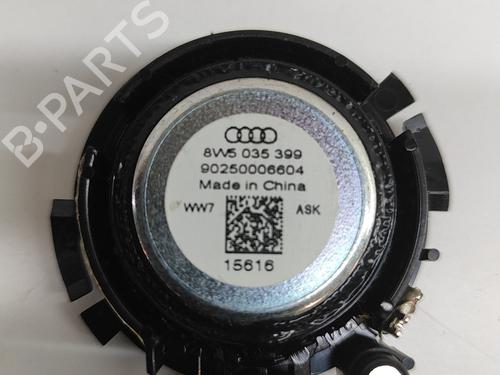 B-PARTS
8W5 035 399
90250006604
Made in China
WW7 ASK
15616